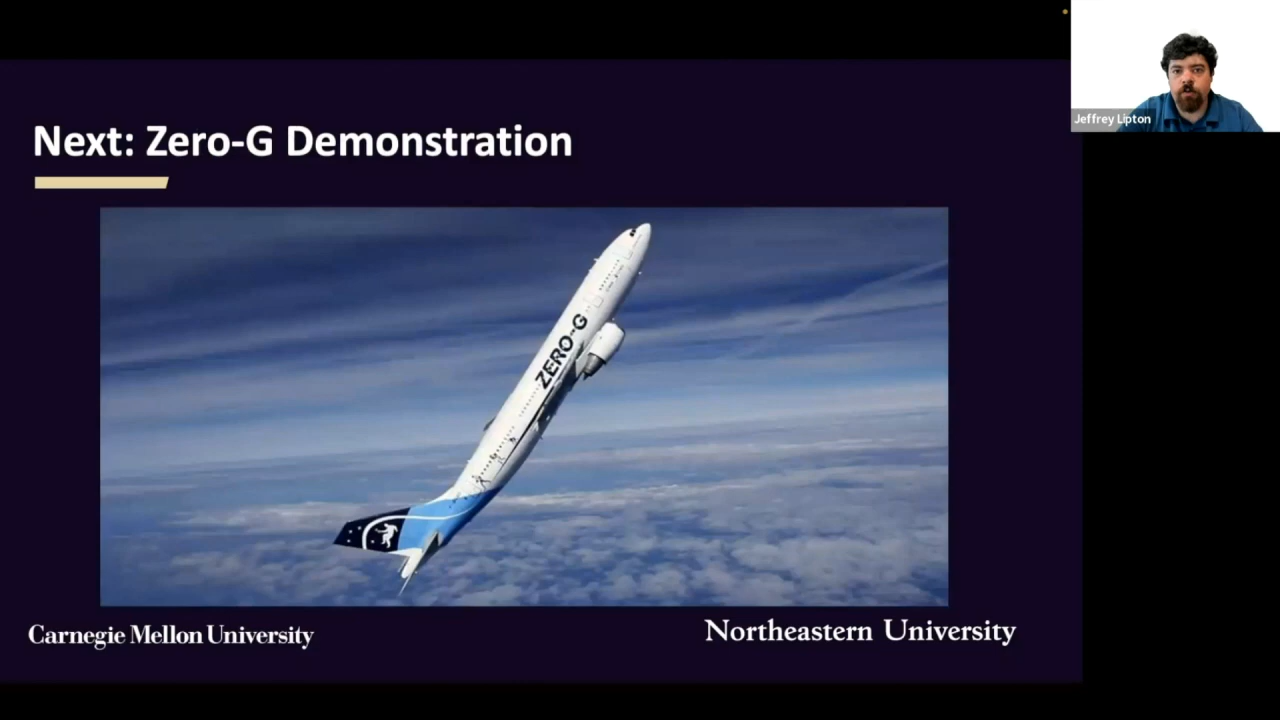 Next: Zero-G Demonstration
Jeffrey Lipton
ZERO-G
Carnegie Mellon University
Northeastern University